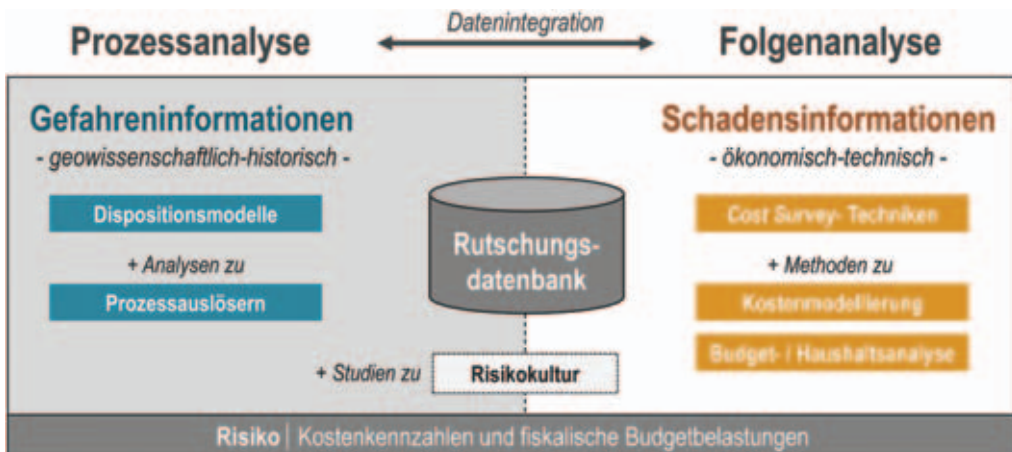 Prozessanalyse
Datenintegration
Folgenanalyse
Gefahreninformationen
- geowissenschaftlich-historisch -
Dispositionsmodelle
+ Analysen zu
Prozessauslösern
Rutschungs-
datenbank
+ Studien zu
Risikokultur
Schadensinformationen
- ökonomisch-technisch -
Cost Survey- Techniken
+ Methoden zu
Kostenmodellierung
Budget- / Haushaltsanalyse
Risiko | Kostenkennzahlen und fiskalische Budgetbelastungen